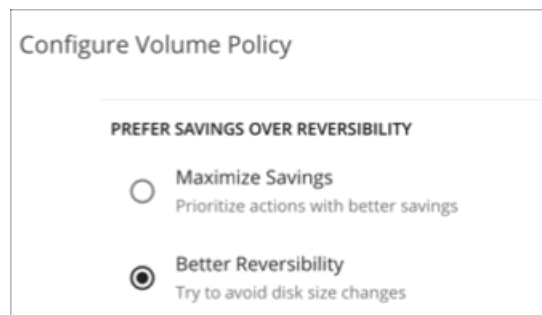 Configure Volume Policy
PREFER SAVINGS OVER REVERSIBILITY
Maximize Savings
Prioritize actions with better savings
Better Reversibility
Try to avoid disk size changes